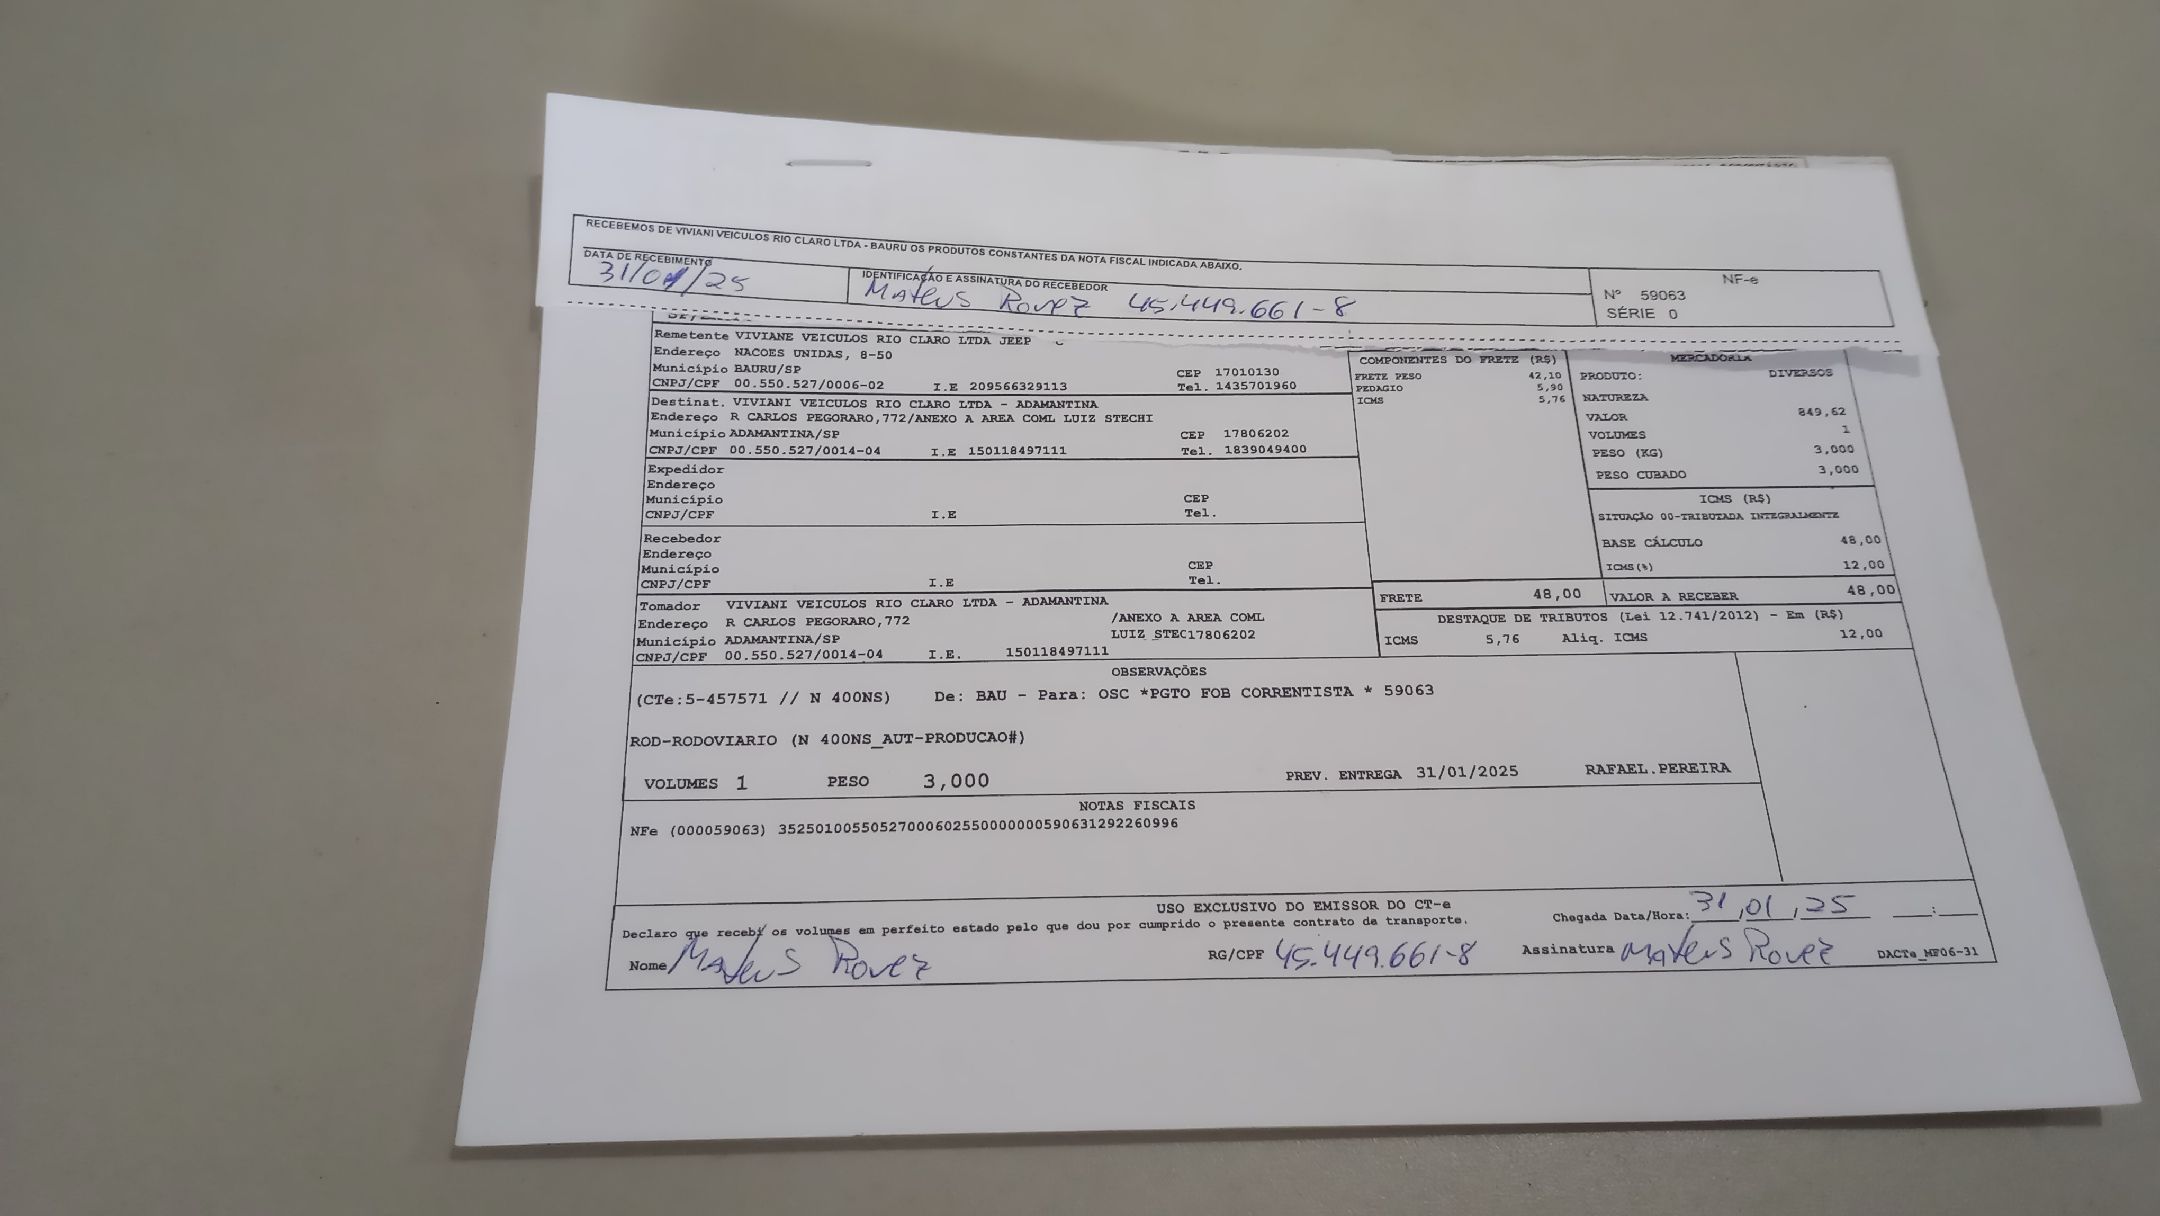 RECEBEMOS DE VIVIANI VEICULOS RIO CLARO LTDA - BAURU OS PRODUTOS CONSTANTES DA NOTA FISCAL INDICADA ABAIXO.
DATA DE RECEBIMENTO
31/01/25
IDENTIFICAÇÃO E ASSINATURA DO RECEBEDOR
Mateus Rovez 45.449.661-8
NF-e
Nº 59063
SÉRIE 0
Remetente VIVIANE VEICULOS RIO CLARO LTDA JEEP
Endereço NACOES UNIDAS, 8-50
Município BAURU/SP CEP 17010130
CNPJ/CPF 00.550.527/0006-02 I.E 209566329113 Tel. 1435701960
Destinat. VIVIANI VEICULOS RIO CLARO LTDA - ADAMANTINA
Endereço R CARLOS PEGORARO,772/ANEXO A AREA COML LUIZ STECHI
Município ADAMANTINA/SP CEP 17806202
CNPJ/CPF 00.550.527/0014-04 I.E 150118497111 Tel. 1839049400
Expedidor
Endereço
Município CEP
CNPJ/CPF I.E Tel.
Recebedor
Endereço
Município CEP
CNPJ/CPF I.E Tel.
Tomador VIVIANI VEICULOS RIO CLARO LTDA - ADAMANTINA
Endereço R CARLOS PEGORARO,772 /ANEXO A AREA COML
Município ADAMANTINA/SP LUIZ STEC17806202
CNPJ/CPF 00.550.527/0014-04 I.E. 150118497111
COMPONENTES DO FRETE (R$)
FRETE PESO 42,10
PEDAGIO 5,90
ICMS 5,76
MERCADORIA
PRODUTO: DIVERSOS
NATUREZA
VALOR 849,62
VOLUMES 1
PESO (KG) 3,000
PESO CUBADO 3,000
ICMS (R$)
SITUAÇÃO 00-TRIBUTADA INTEGRALMENTE
BASE CÁLCULO 48,00
ICMS(%) 12,00
FRETE 48,00 VALOR A RECEBER 48,00
DESTAQUE DE TRIBUTOS (Lei 12.741/2012) - Em (R$)
ICMS 5,76 Aliq. ICMS 12,00
OBSERVAÇÕES
(CTe:5-457571 // N 400NS) De: BAU - Para: OSC *PGTO FOB CORRENTISTA * 59063
ROD-RODOVIARIO (N 400NS_AUT-PRODUCAO#)
VOLUMES 1 PESO 3,000 PREV. ENTREGA 31/01/2025 RAFAEL.PEREIRA
NOTAS FISCAIS
NFe (000059063) 35250100550527000602550000000590631292260996
USO EXCLUSIVO DO EMISSOR DO CT-e
Declaro que recebi os volumes em perfeito estado pelo que dou por cumprido o presente contrato de transporte.
Chegada Data/Hora: 31,01,25 __:__
Nome Mateus Rovez RG/CPF 45.449.661-8 Assinatura Mateus Rovez DACTe_MF06-31